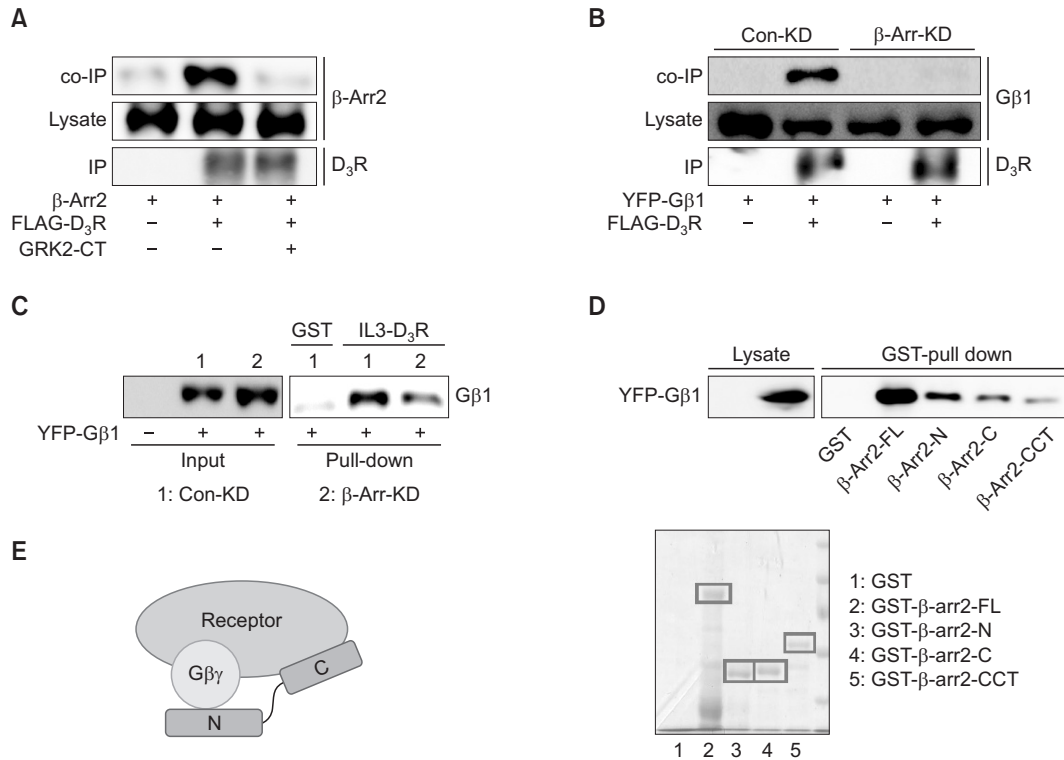 A
co-IP
β-Arr2
Lysate
IP
D₃R
β-Arr2 + + +
FLAG-D₃R – + +
GRK2-CT – – +
B
Con-KD β-Arr-KD
co-IP
Gβ1
Lysate
IP
D₃R
YFP-Gβ1 + + + +
FLAG-D₃R – + – +
C
GST IL3-D₃R
1 2 1 1 2
Gβ1
YFP-Gβ1 – + + + + +
Input Pull-down
1: Con-KD 2: β-Arr-KD
D
Lysate GST-pull down
YFP-Gβ1
GST
β-Arr2-FL
β-Arr2-N
β-Arr2-C
β-Arr2-CCT
1: GST
2: GST-β-arr2-FL
3: GST-β-arr2-N
4: GST-β-arr2-C
5: GST-β-arr2-CCT
1 2 3 4 5
E
Receptor
Gβγ
C
N